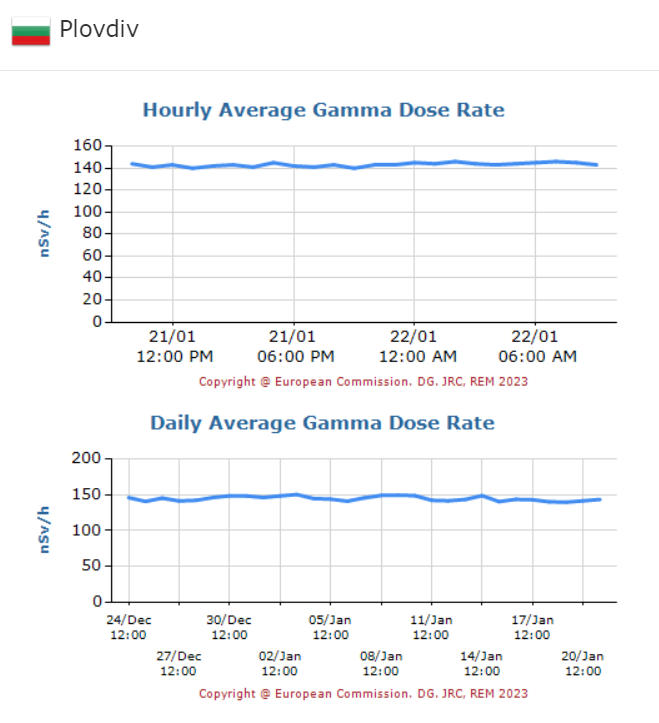 Plovdiv
Hourly Average Gamma Dose Rate
nSv/h
160
140
120
100
80
60
40
20
0
21/01 21/01 22/01 22/01
12:00 PM 06:00 PM 12:00 AM 06:00 AM
Copyright @ European Commission. DG. JRC, REM 2023
Daily Average Gamma Dose Rate
nSv/h
200
150
100
50
0
24/Dec 30/Dec 05/Jan 11/Jan 17/Jan
12:00 12:00 12:00 12:00 12:00
27/Dec 02/Jan 08/Jan 14/Jan 20/Jan
12:00 12:00 12:00 12:00 12:00
Copyright @ European Commission. DG. JRC, REM 2023